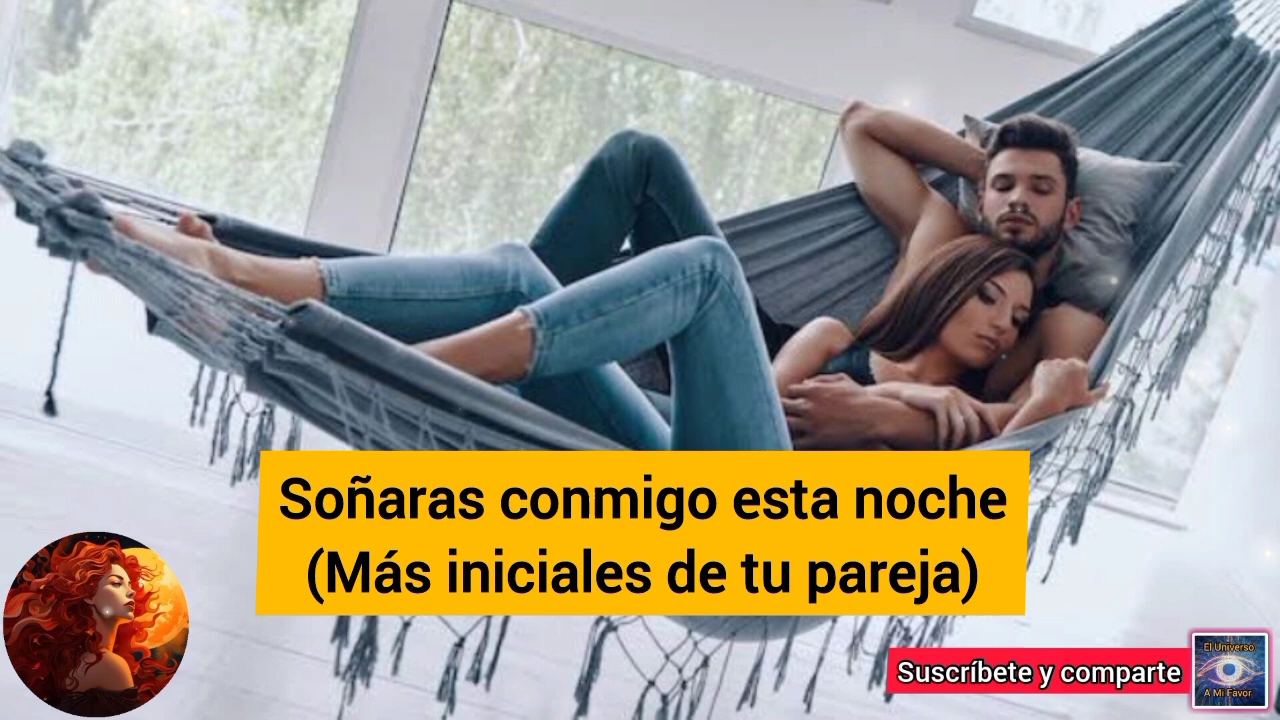 Soñaras conmigo esta noche
(Más iniciales de tu pareja)
Suscríbete y comparte
El Universo
A Mi Favor